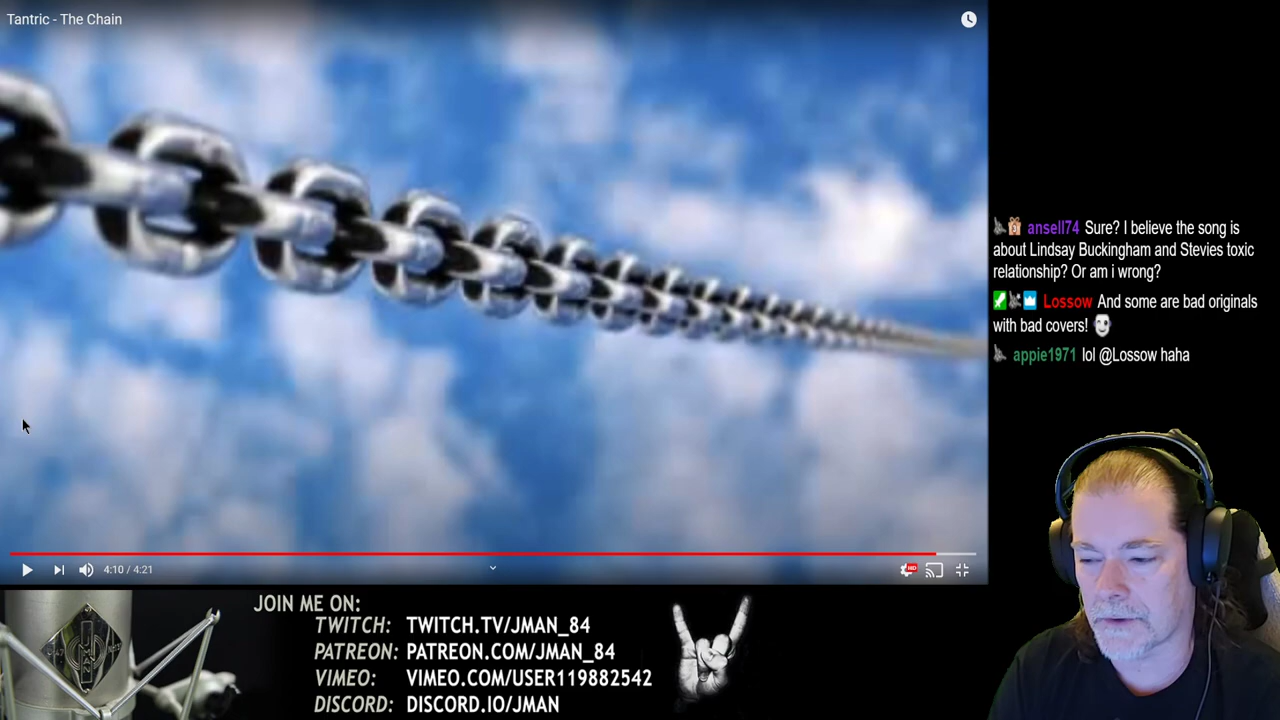 Tantric - The Chain
ansell74 Sure? I believe the song is
about Lindsay Buckingham and Stevies toxic
relationship? Or am i wrong?
Lossow And some are bad originals
with bad covers!
appie1971 lol @Lossow haha
4:10 / 4:21
HD
JOIN ME ON:
TWITCH: TWITCH.TV/JMAN_84
PATREON: PATREON.COM/JMAN_84
VIMEO: VIMEO.COM/USER119882542
DISCORD: DISCORD.IO/JMAN
JMAN